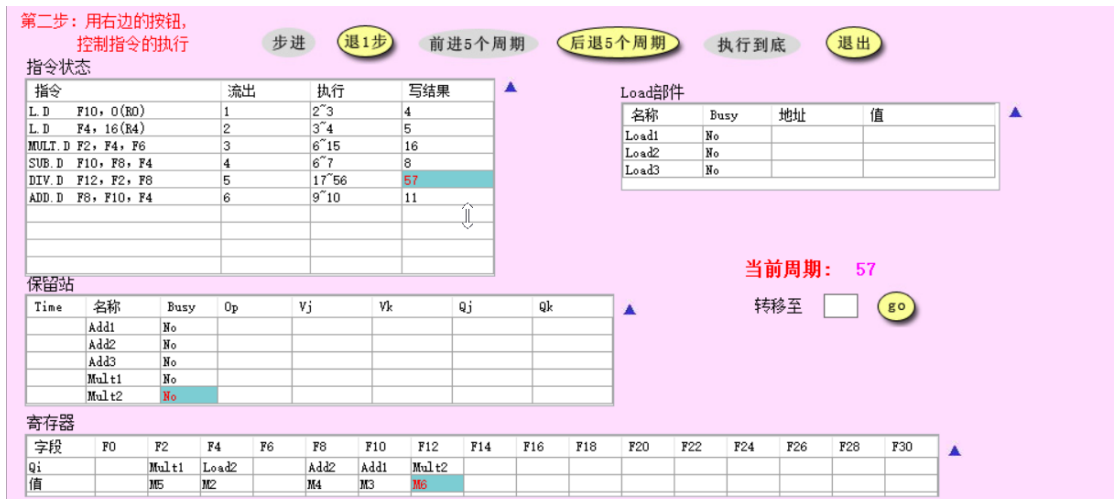 第二步：用右边的按钮，
控制指令的执行
步进 退1步 前进5个周期 后退5个周期 执行到底 退出
指令状态
指令 流出 执行 写结果
L.D F10, 0(R0) 1 2~3 4
L.D F4, 16(R4) 2 3~4 5
MULT.D F2, F4, F6 3 6~15 16
SUB.D F10, F8, F4 4 6~7 8
DIV.D F12, F2, F8 5 17~56 57
ADD.D F8, F10, F4 6 9~10 11
Load部件
名称 Busy 地址 值
Load1 No
Load2 No
Load3 No
当前周期： 57
转移至 go
保留站
Time 名称 Busy Op Vj Vk Qj Qk
Add1 No
Add2 No
Add3 No
Mult1 No
Mult2 No
寄存器
字段 F0 F2 F4 F6 F8 F10 F12 F14 F16 F18 F20 F22 F24 F26 F28 F30
Qi Mult1 Load2 Add2 Add1 Mult2
值 M5 M2 M4 M3 M6